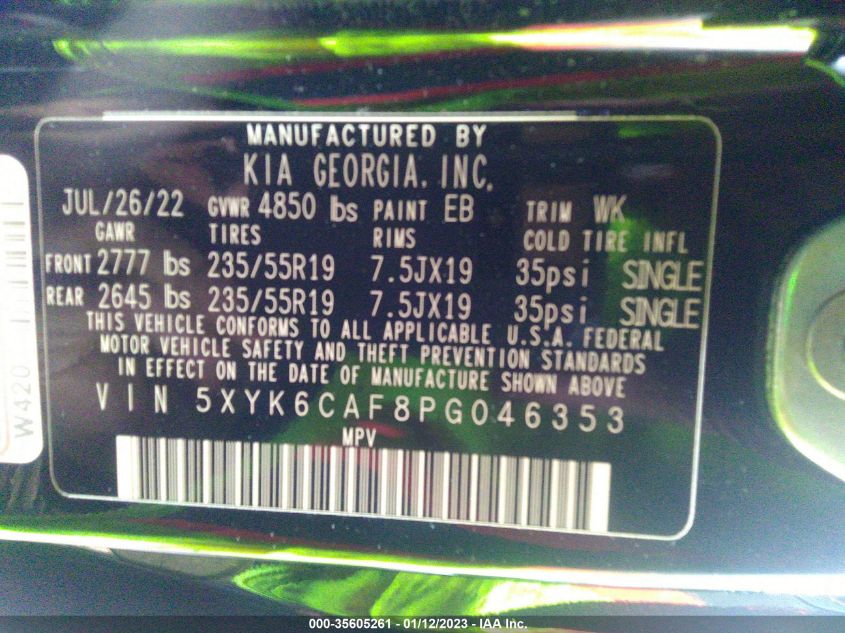 MANUFACTURED BY
KIA GEORGIA, INC.
JUL/26/22 GVWR 4850 lbs PAINT EB TRIM WK
GAWR TIRES RIMS COLD TIRE INFL
FRONT 2777 lbs 235/55R19 7.5JX19 35psi SINGLE
REAR 2645 lbs 235/55R19 7.5JX19 35psi SINGLE
THIS VEHICLE CONFORMS TO ALL APPLICABLE U.S.A. FEDERAL
MOTOR VEHICLE SAFETY AND THEFT PREVENTION STANDARDS
IN EFFECT ON THE DATE OF MANUFACTURE SHOWN ABOVE
VIN 5XYK6CAF8PG046353
MPV
W420
000-35605261 - 01/12/2023 - IAA Inc.